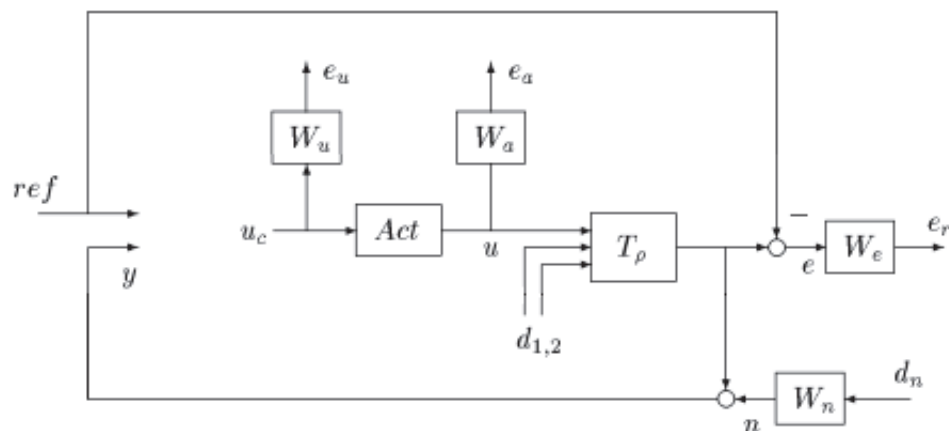 e_u
e_a
W_u
W_a
ref
u_c
Act
u
T_ρ
−
e
W_e
e_r
y
d_{1,2}
d_n
W_n
n